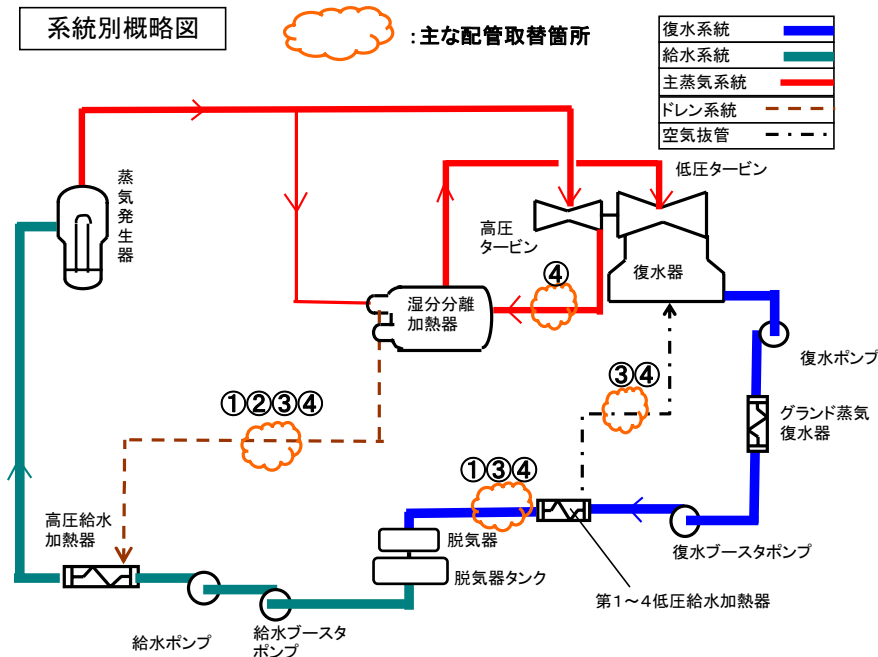 系統別概略図
：主な配管取替箇所
復水系統
給水系統
主蒸気系統
ドレン系統
空気抜管
低圧タービン
蒸気発生器
高圧
タービン
復水器
④
湿分分離
加熱器
復水ポンプ
③④
①②③④
グランド蒸気
復水器
①③④
高圧給水
加熱器
脱気器
復水ブースタポンプ
脱気器タンク
第1～4低圧給水加熱器
給水ポンプ
給水ブースタ
ポンプ